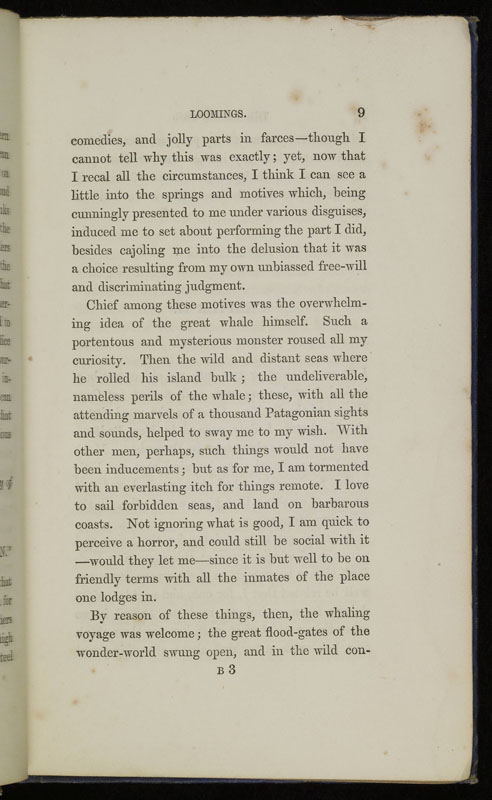 LOOMINGS. 9
comedies, and jolly parts in farces—though I
cannot tell why this was exactly; yet, now that
I recal all the circumstances, I think I can see a
little into the springs and motives which, being
cunningly presented to me under various disguises,
induced me to set about performing the part I did,
besides cajoling me into the delusion that it was
a choice resulting from my own unbiassed free-will
and discriminating judgment.
Chief among these motives was the overwhelm-
ing idea of the great whale himself. Such a
portentous and mysterious monster roused all my
curiosity. Then the wild and distant seas where
he rolled his island bulk; the undeliverable,
nameless perils of the whale; these, with all the
attending marvels of a thousand Patagonian sights
and sounds, helped to sway me to my wish. With
other men, perhaps, such things would not have
been inducements; but as for me, I am tormented
with an everlasting itch for things remote. I love
to sail forbidden seas, and land on barbarous
coasts. Not ignoring what is good, I am quick to
perceive a horror, and could still be social with it
—would they let me—since it is but well to be on
friendly terms with all the inmates of the place
one lodges in.
By reason of these things, then, the whaling
voyage was welcome; the great flood-gates of the
wonder-world swung open, and in the wild con-
B 3